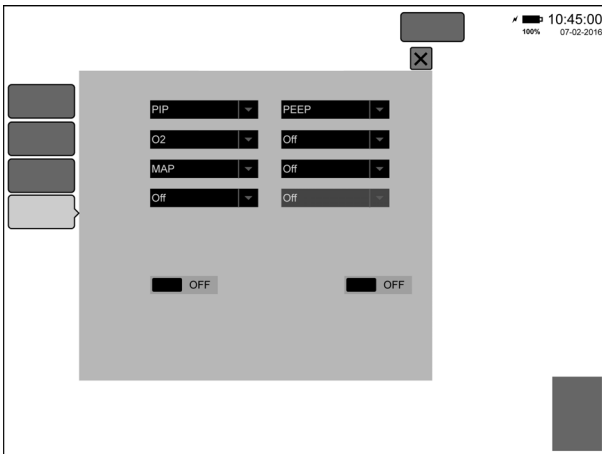 10:45:00
100% 07-02-2016
PIP PEEP
O2 Off
MAP Off
Off Off
OFF OFF